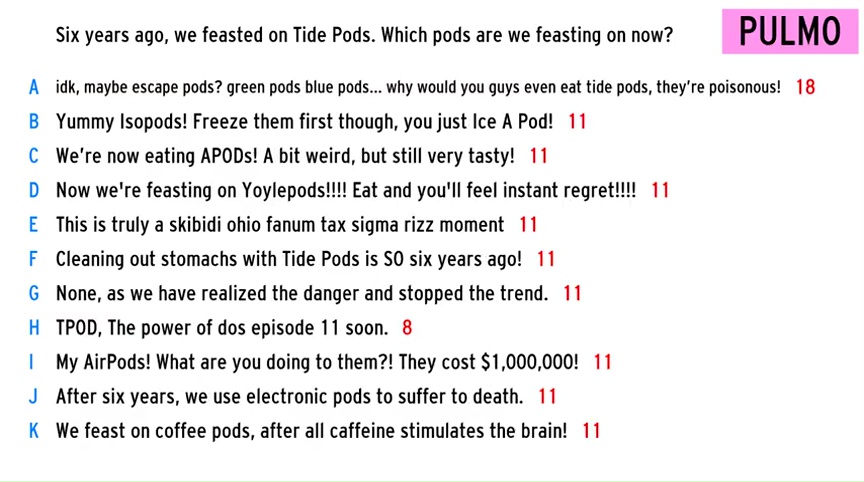 Six years ago, we feasted on Tide Pods. Which pods are we feasting on now?
PULMO
A idk, maybe escape pods? green pods blue pods... why would you guys even eat tide pods, they're poisonous! 18
B Yummy Isopods! Freeze them first though, you just Ice A Pod! 11
C We're now eating APODs! A bit weird, but still very tasty! 11
D Now we're feasting on Yoylepods!!!! Eat and you'll feel instant regret!!!! 11
E This is truly a skibidi ohio fanum tax sigma rizz moment 11
F Cleaning out stomachs with Tide Pods is SO six years ago! 11
G None, as we have realized the danger and stopped the trend. 11
H TPOD, The power of dos episode 11 soon. 8
I My AirPods! What are you doing to them?! They cost $1,000,000! 11
J After six years, we use electronic pods to suffer to death. 11
K We feast on coffee pods, after all caffeine stimulates the brain! 11